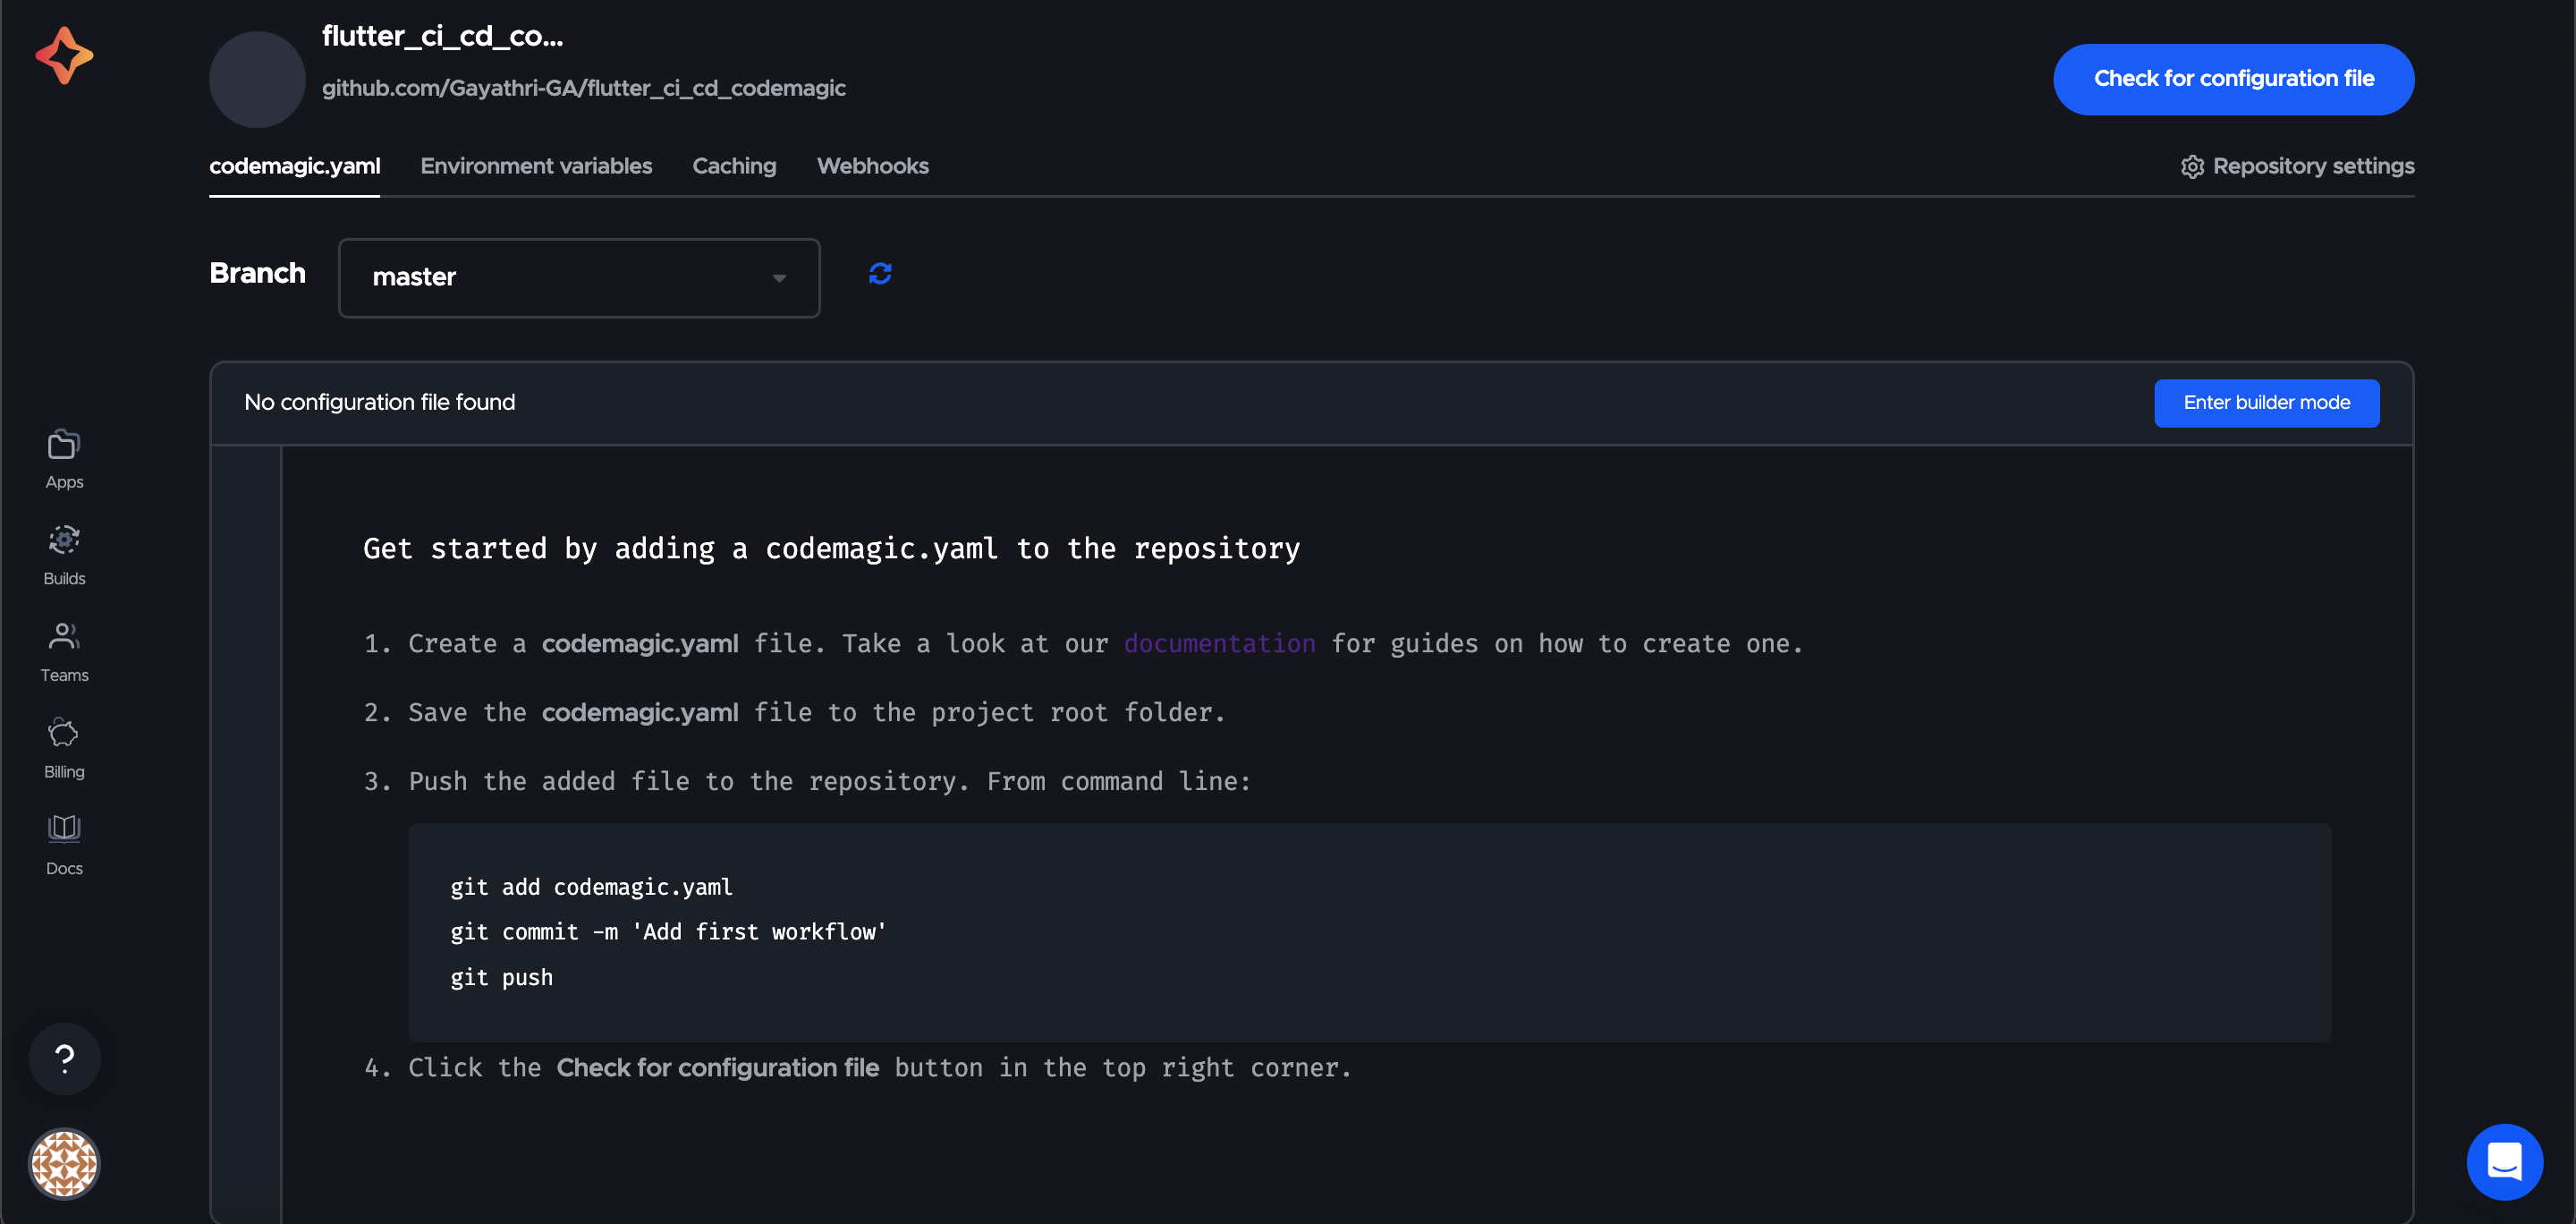 flutter_ci_cd_co...
github.com/Gayathri-GA/flutter_ci_cd_codemagic
Check for configuration file
codemagic.yaml
Environment variables
Caching
Webhooks
Repository settings
Branch
master
No configuration file found
Enter builder mode
Apps
Builds
Teams
Billing
Docs
?
Get started by adding a codemagic.yaml to the repository
1. Create a codemagic.yaml file. Take a look at our documentation for guides on how to create one.
2. Save the codemagic.yaml file to the project root folder.
3. Push the added file to the repository. From command line:
git add codemagic.yaml
git commit -m 'Add first workflow'
git push
4. Click the Check for configuration file button in the top right corner.